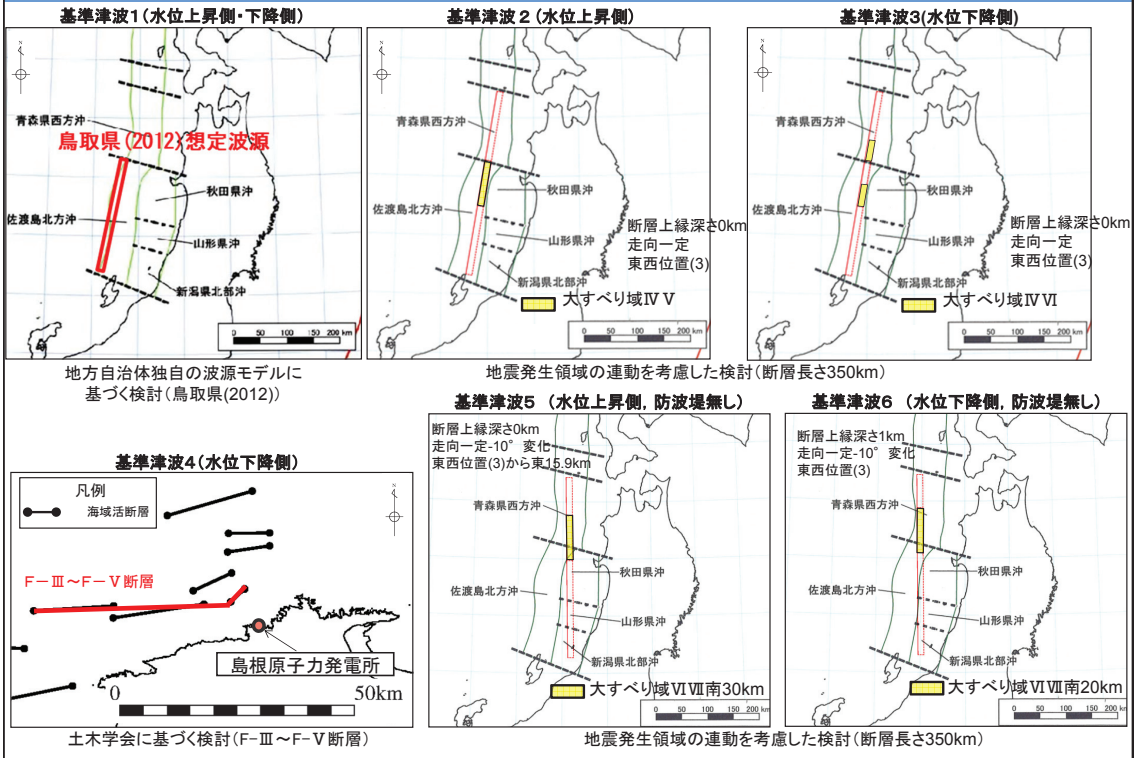 基準津波1(水位上昇側・下降側)
青森県西方沖
鳥取県(2012)想定波源
秋田県沖
佐渡島北方沖
山形県沖
新潟県北部沖
0 50 100 150 200 km
地方自治体独自の波源モデルに
基づく検討(鳥取県(2012))
基準津波2(水位上昇側)
青森県西方沖
秋田県沖
佐渡島北方沖
断層上縁深さ0km
山形県沖
走向一定
東西位置(3)
新潟県北部沖
大すべり域ⅣⅤ
0 50 100 150 200 km
基準津波3(水位下降側)
青森県西方沖
秋田県沖
佐渡島北方沖
断層上縁深さ0km
山形県沖
走向一定
東西位置(3)
新潟県北部沖
大すべり域ⅣⅥ
0 50 100 150 200 km
地震発生領域の連動を考慮した検討(断層長さ350km)
基準津波4(水位下降側)
凡例
海域活断層
F-Ⅲ~F-Ⅴ断層
島根原子力発電所
0 50km
土木学会に基づく検討(F-Ⅲ~F-Ⅴ断層)
基準津波5 (水位上昇側,防波堤無し)
断層上縁深さ0km
走向一定-10°変化
東西位置(3)から東15.9km
青森県西方沖
秋田県沖
佐渡島北方沖
山形県沖
新潟県北部沖
大すべり域ⅥⅦ南30km
0 50 100 150 200 km
基準津波6 (水位下降側,防波堤無し)
断層上縁深さ1km
走向一定-10°変化
東西位置(3)
青森県西方沖
秋田県沖
佐渡島北方沖
山形県沖
新潟県北部沖
大すべり域ⅥⅦ南20km
0 50 100 150 200 km
地震発生領域の連動を考慮した検討(断層長さ350km)